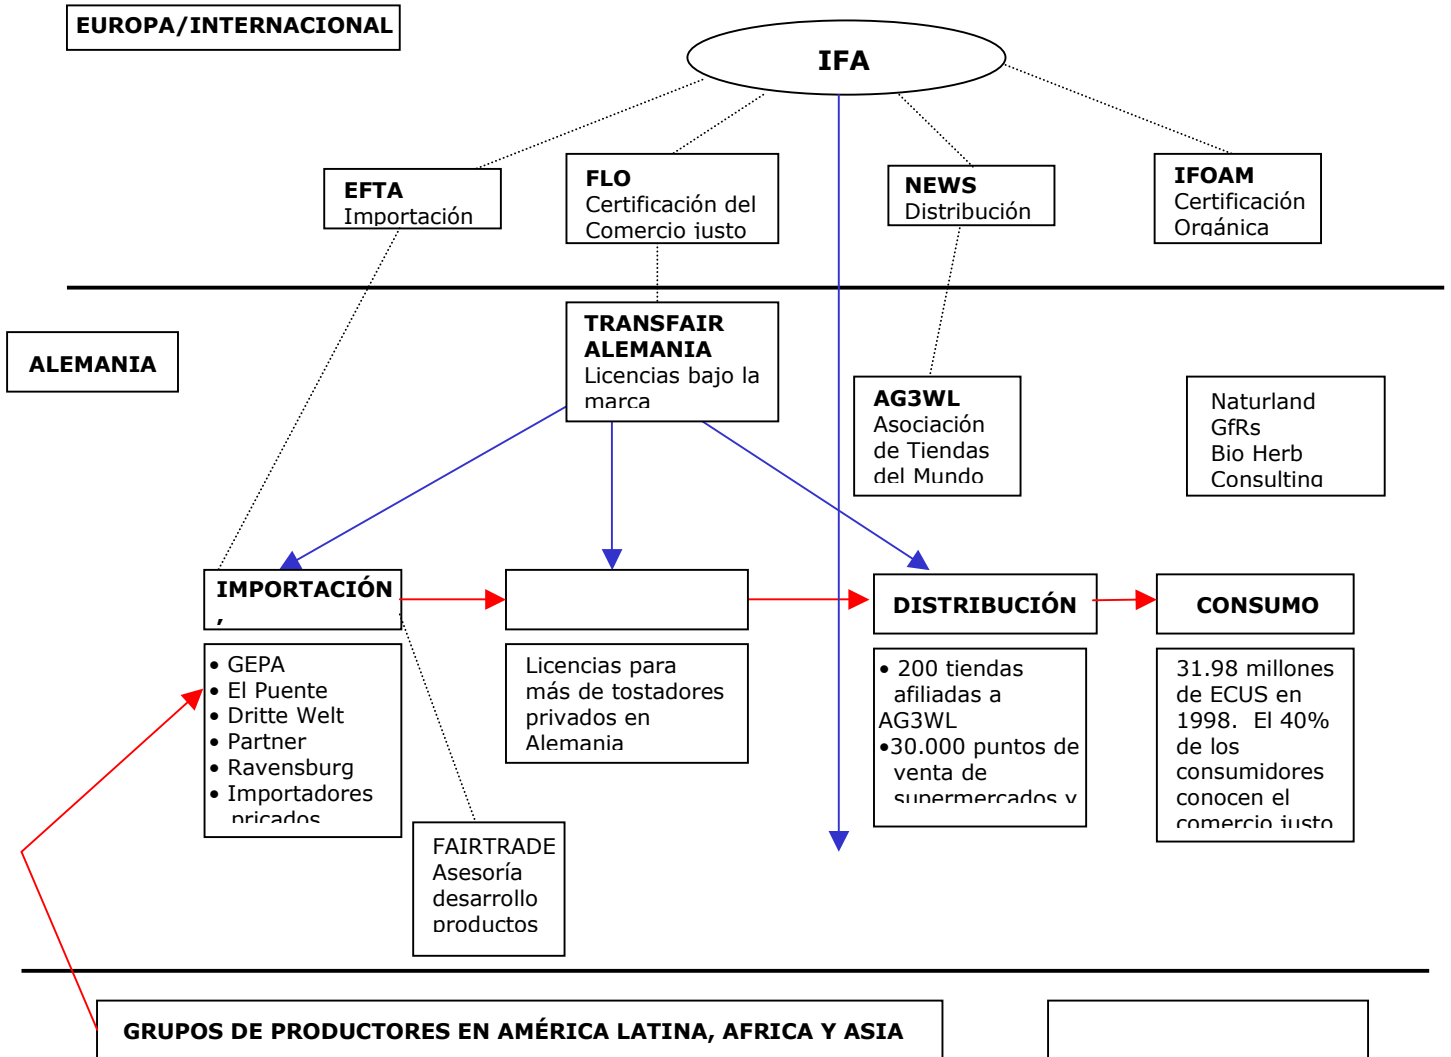 EUROPA/INTERNACIONAL
IFA
EFTA
Importación
FLO
Certificación del
Comercio justo
NEWS
Distribución
IFOAM
Certificación
Orgánica
ALEMANIA
TRANSFAIR
ALEMANIA
Licencias bajo la
marca
AG3WL
Asociación
de Tiendas
del Mundo
Naturland
GfRs
Bio Herb
Consulting
IMPORTACIÓN
,
DISTRIBUCIÓN
CONSUMO
• GEPA
• El Puente
• Dritte Welt
• Partner
• Ravensburg
• Importadores
pricados
Licencias para
más de tostadores
privados en
Alemania
• 200 tiendas
afiliadas a
AG3WL
•30.000 puntos de
venta de
supermercados y
31.98 millones
de ECUS en
1998. El 40%
de los
consumidores
conocen el
comercio justo
FAIRTRADE
Asesoría
desarrollo
productos
GRUPOS DE PRODUCTORES EN AMÉRICA LATINA, AFRICA Y ASIA